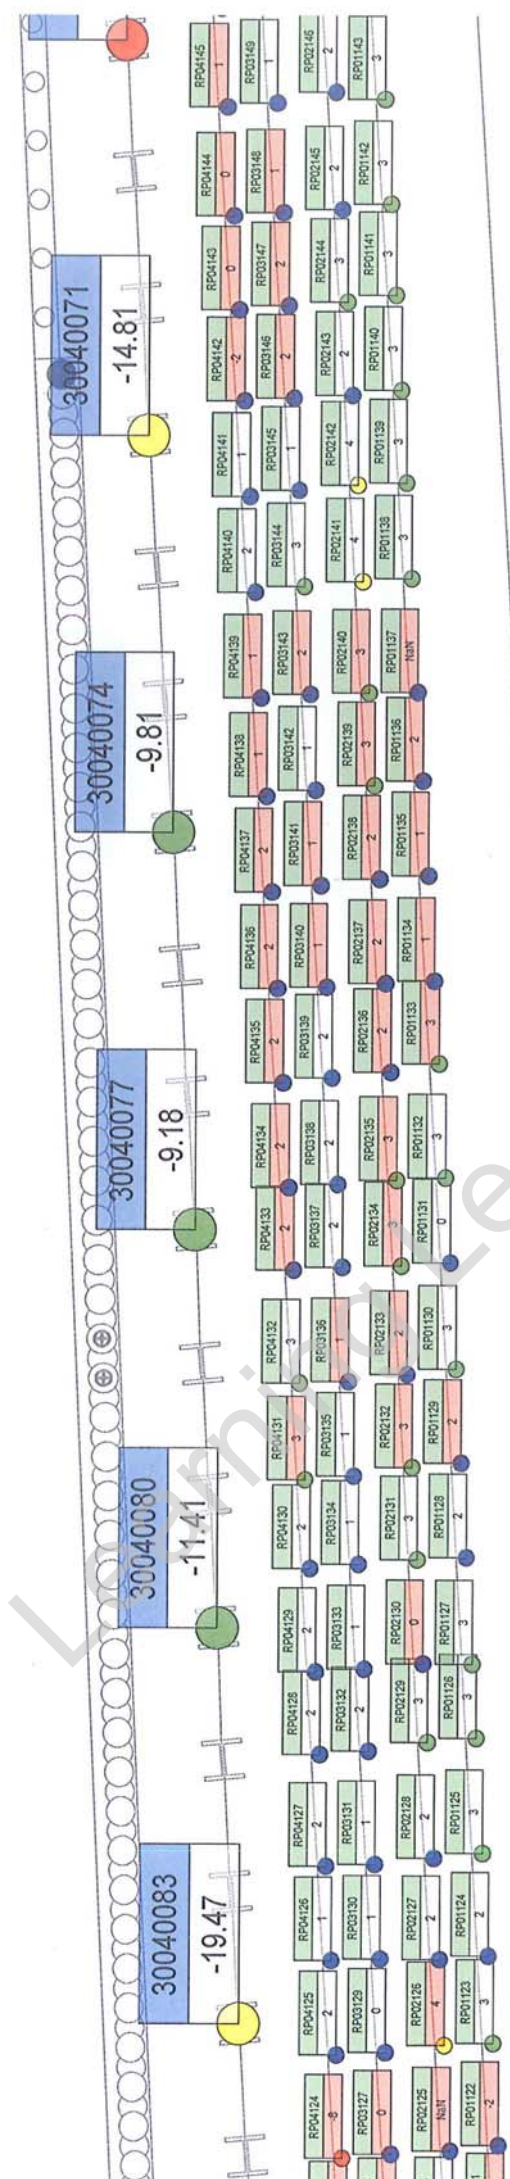 RP04145
1
RP03149
1
RP02146
2
RP01143
3
RP04144
0
RP03148
1
RP02145
2
RP01142
3
30040071
-14.81
RP04143
0
RP03147
2
RP02144
3
RP01141
3
RP04142
-2
RP03146
2
RP02143
2
RP01140
3
RP04141
1
RP03145
1
RP02142
4
RP01139
3
RP04140
2
RP03144
3
RP02141
4
RP01138
3
RP04139
1
RP03143
2
RP02140
3
RP01137
NaN
30040074
-9.81
RP04138
1
RP03142
1
RP02139
3
RP01136
2
RP04137
2
RP03141
1
RP02138
2
RP01135
1
RP04136
2
RP03140
1
RP02137
2
RP01134
1
RP04135
2
RP03139
2
RP02136
2
RP01133
3
30040077
-9.18
RP04134
2
RP03138
2
RP02135
3
RP01132
3
RP04133
2
RP03137
2
RP02134
3
RP01131
0
RP04132
3
RP03136
1
RP02133
2
RP01130
3
RP04131
3
RP03135
1
RP02132
3
RP01129
2
30040080
-11.41
RP04130
2
RP03134
1
RP02131
3
RP01128
2
RP04129
2
RP03133
1
RP02130
0
RP01127
3
RP04128
2
RP03132
2
RP02129
3
RP01126
3
RP04127
2
RP03131
1
RP02128
2
RP01125
3
30040083
-19.47
RP04126
1
RP03130
1
RP02127
2
RP01124
2
RP04125
2
RP03129
0
RP02126
4
RP01123
3
RP04124
-8
RP03127
0
RP02125
NaN
RP01122
-2
Learning Le